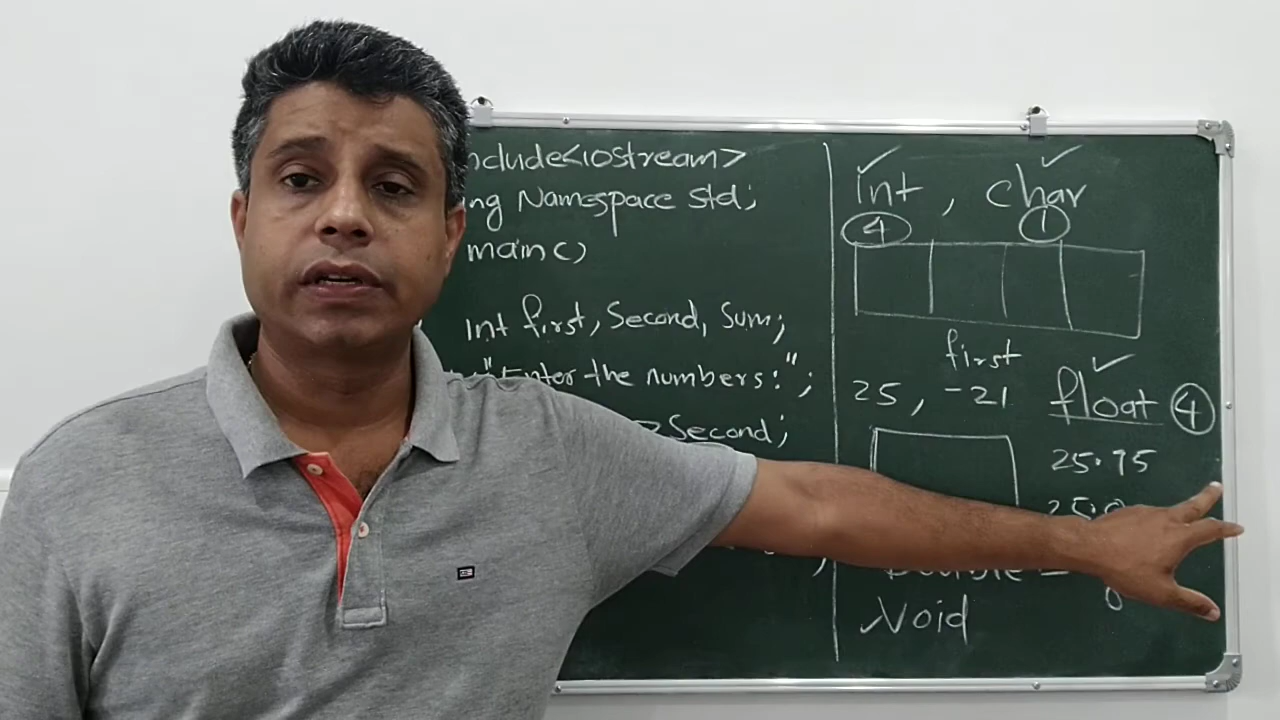 nclude<iostream>
ng Namespace std;
main()
int first, Second, Sum;
"Enter the numbers:";
Second;
int, char
4 1
first
25, -21
float 4
25.75
Void